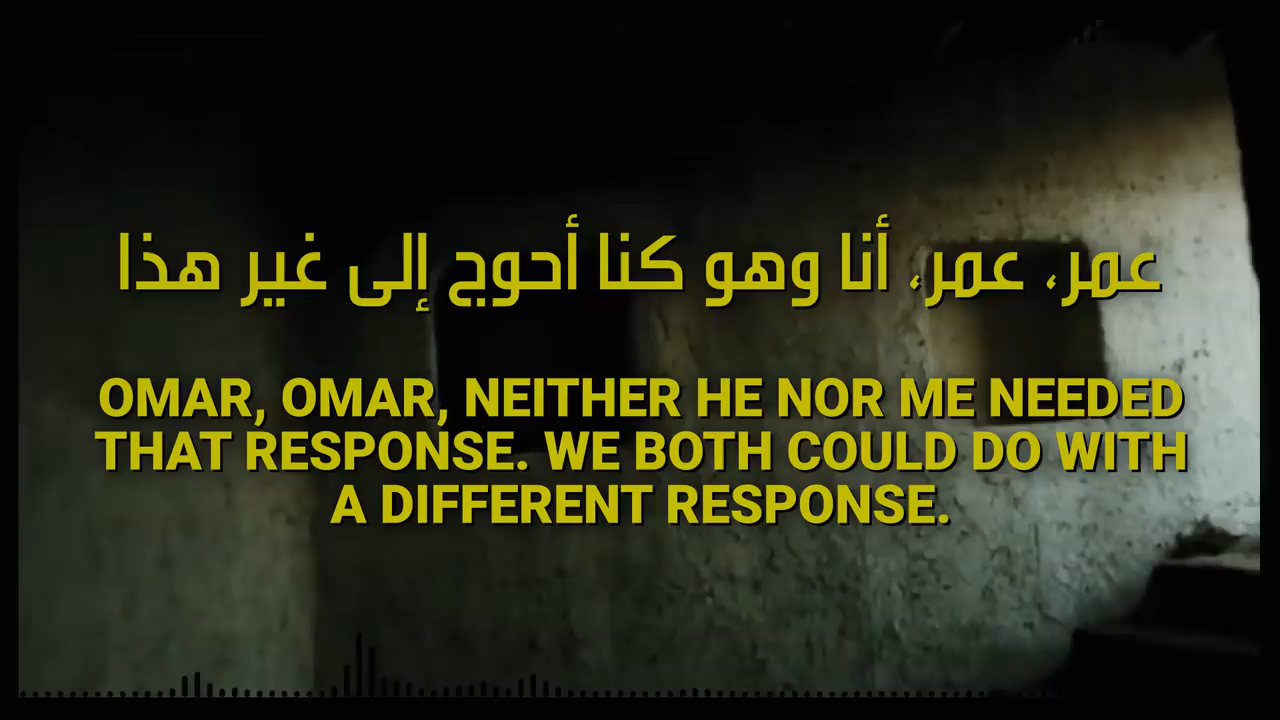 عمر، عمر، أنا وهو كنا أحوج إلى غير هذا
OMAR, OMAR, NEITHER HE NOR ME NEEDED
THAT RESPONSE. WE BOTH COULD DO WITH
A DIFFERENT RESPONSE.